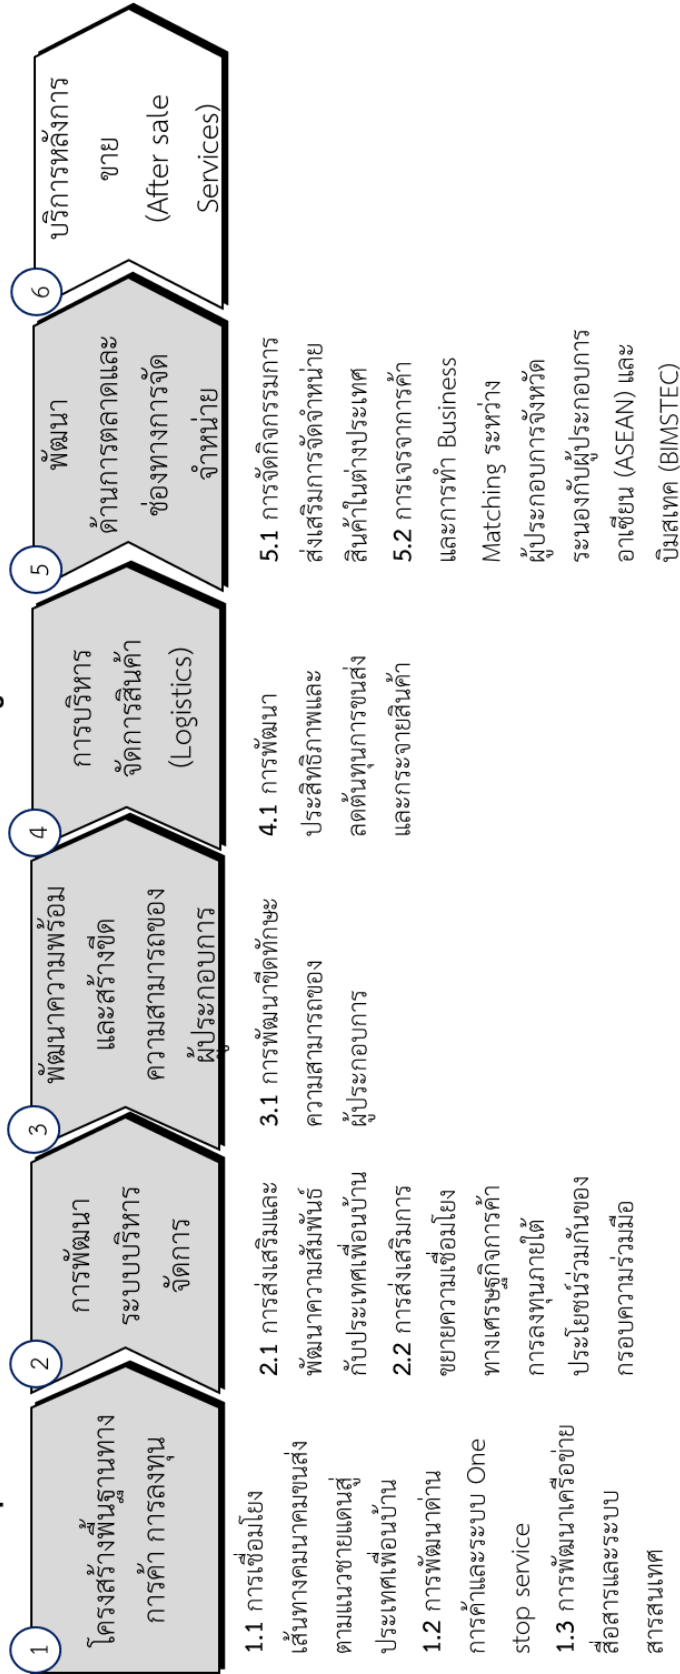 1
โครงสร้างพื้นฐานทาง
การค้า การลงทุน
1.1 การเชื่อมโยง
เส้นทางคมนาคมขนส่ง
ตามแนวชายแดนสู่
ประเทศเพื่อนบ้าน
1.2 การพัฒนาด่าน
การค้าและระบบ One
stop service
1.3 การพัฒนาเครือข่าย
สื่อสารและระบบ
สารสนเทศ
2
การพัฒนา
ระบบบริหาร
จัดการ
2.1 การส่งเสริมและ
พัฒนาความสัมพันธ์
กับประเทศเพื่อนบ้าน
2.2 การส่งเสริมการ
ขยายความเชื่อมโยง
ทางเศรษฐกิจการค้า
การลงทุนภายใต้
ประโยชน์ร่วมกันของ
กรอบความร่วมมือ
3
พัฒนาความพร้อม
และสร้างขีด
ความสามารถของ
ผู้ประกอบการ
3.1 การพัฒนาขีดทักษะ
ความสามารถของ
ผู้ประกอบการ
4
การบริหาร
จัดการสินค้า
(Logistics)
4.1 การพัฒนา
ประสิทธิภาพและ
ลดต้นทุนการขนส่ง
และกระจายสินค้า
5
พัฒนา
ด้านการตลาดและ
ช่องทางการจัด
จำหน่าย
5.1 การจัดกิจกรรมการ
ส่งเสริมการจัดจำหน่าย
สินค้าในต่างประเทศ
5.2 การเจรจาการค้า
และการทำ Business
Matching ระหว่าง
ผู้ประกอบการจังหวัด
ระนองกับผู้ประกอบการ
อาเซียน (ASEAN) และ
บิมสเทค (BIMSTEC)
6
บริการหลังการ
ขาย
(After sale
Services)